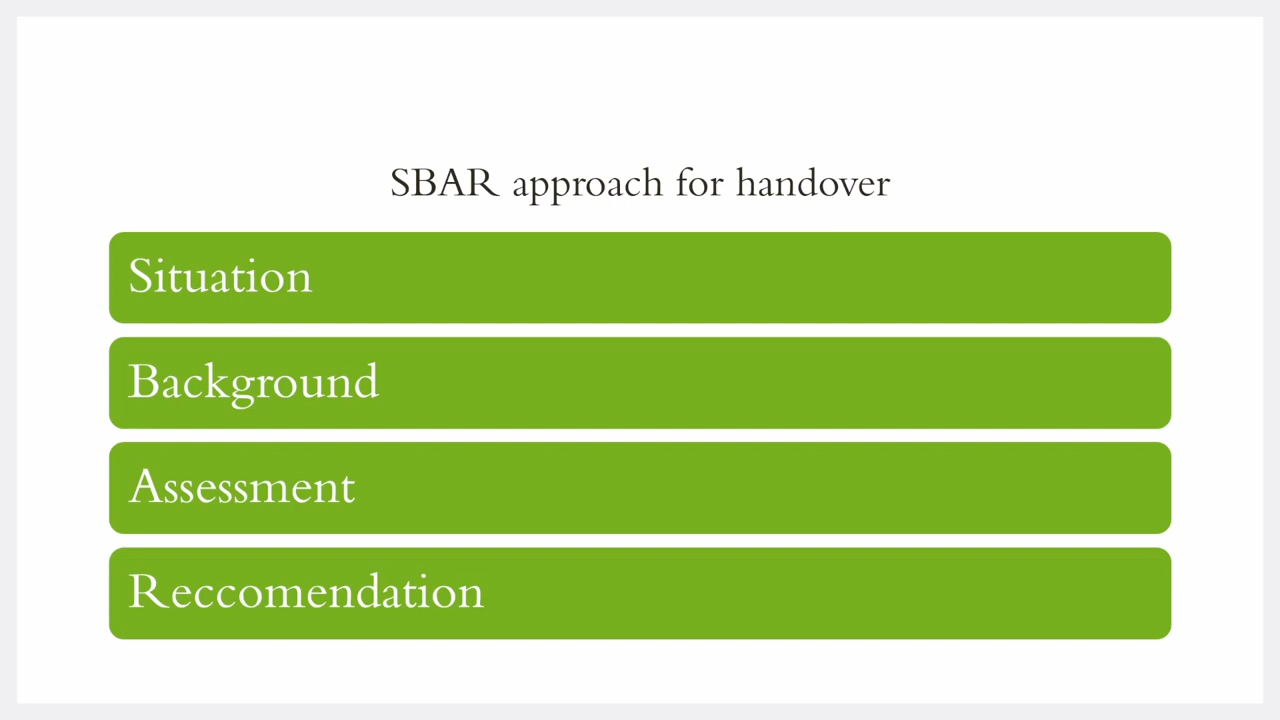 SBAR approach for handover
Situation
Background
Assessment
Reccomendation